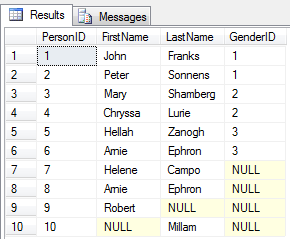 Results Messages
PersonID FirstName LastName GenderID
1 1 John Franks 1
2 2 Peter Sonnens 1
3 3 Mary Shamberg 2
4 4 Chryssa Lurie 2
5 5 Hellah Zanogh 3
6 6 Amie Ephron 3
7 7 Helene Campo NULL
8 8 Amie Ephron NULL
9 9 Robert NULL NULL
10 10 NULL Millam NULL